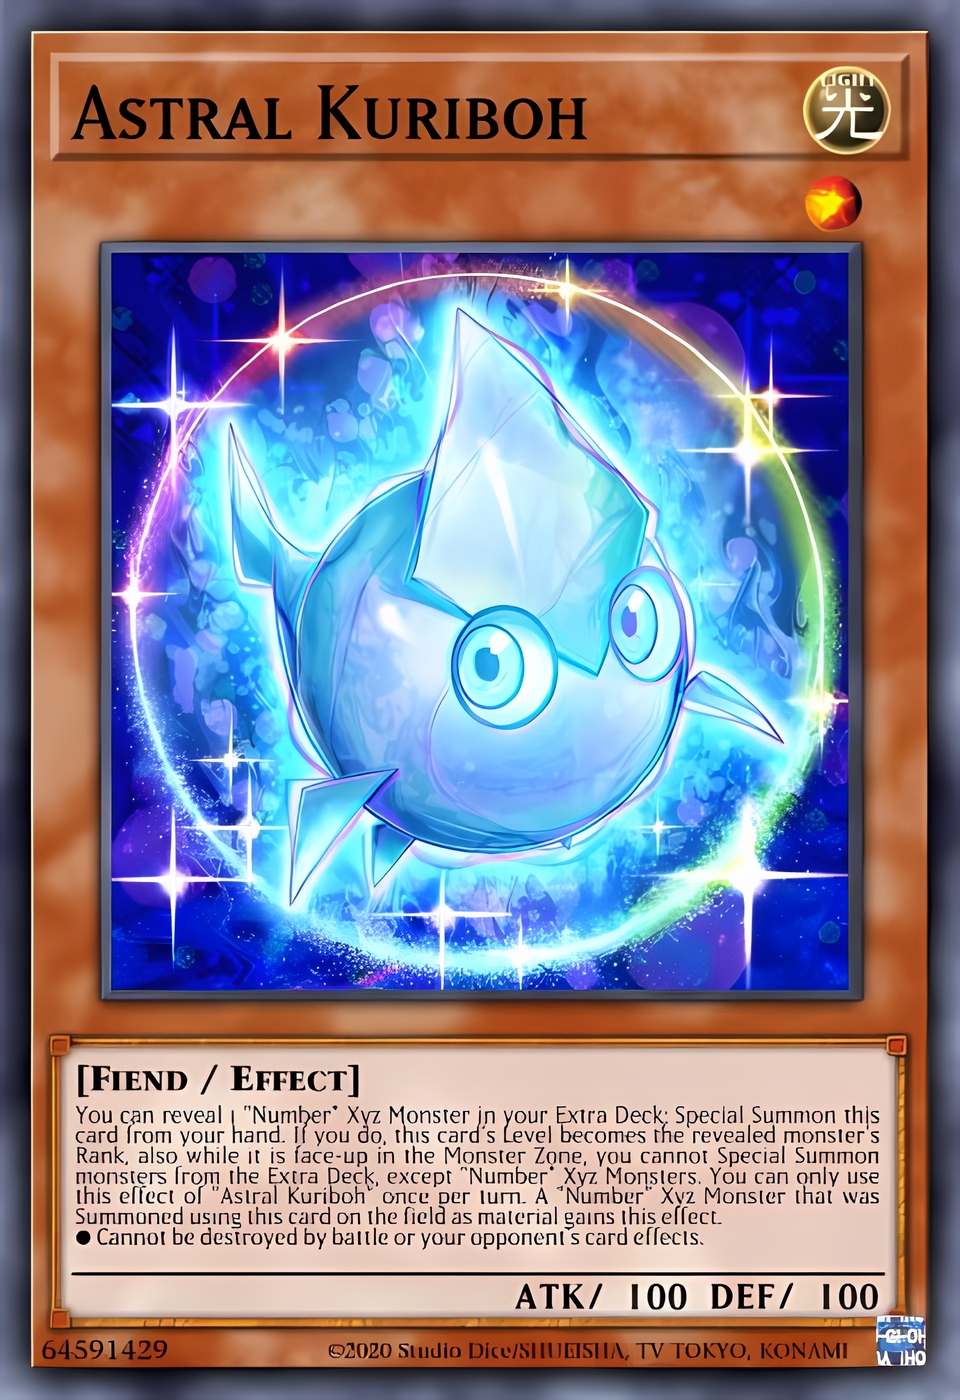 Astral Kuriboh
光
[Fiend / Effect]
You can reveal 1 "Number" Xyz Monster in your Extra Deck; Special Summon this
card from your hand. If you do, this card's Level becomes the revealed monster's
Rank, also while it is face-up in the Monster Zone, you cannot Special Summon
monsters from the Extra Deck, except "Number" Xyz Monsters. You can only use
this effect of "Astral Kuriboh" once per turn. A "Number" Xyz Monster that was
Summoned using this card on the field as material gains this effect.
● Cannot be destroyed by battle or your opponent's card effects.
ATK/ 100 DEF/ 100
64591429
©2020 Studio Dice/SHUEISHA, TV TOKYO, KONAMI